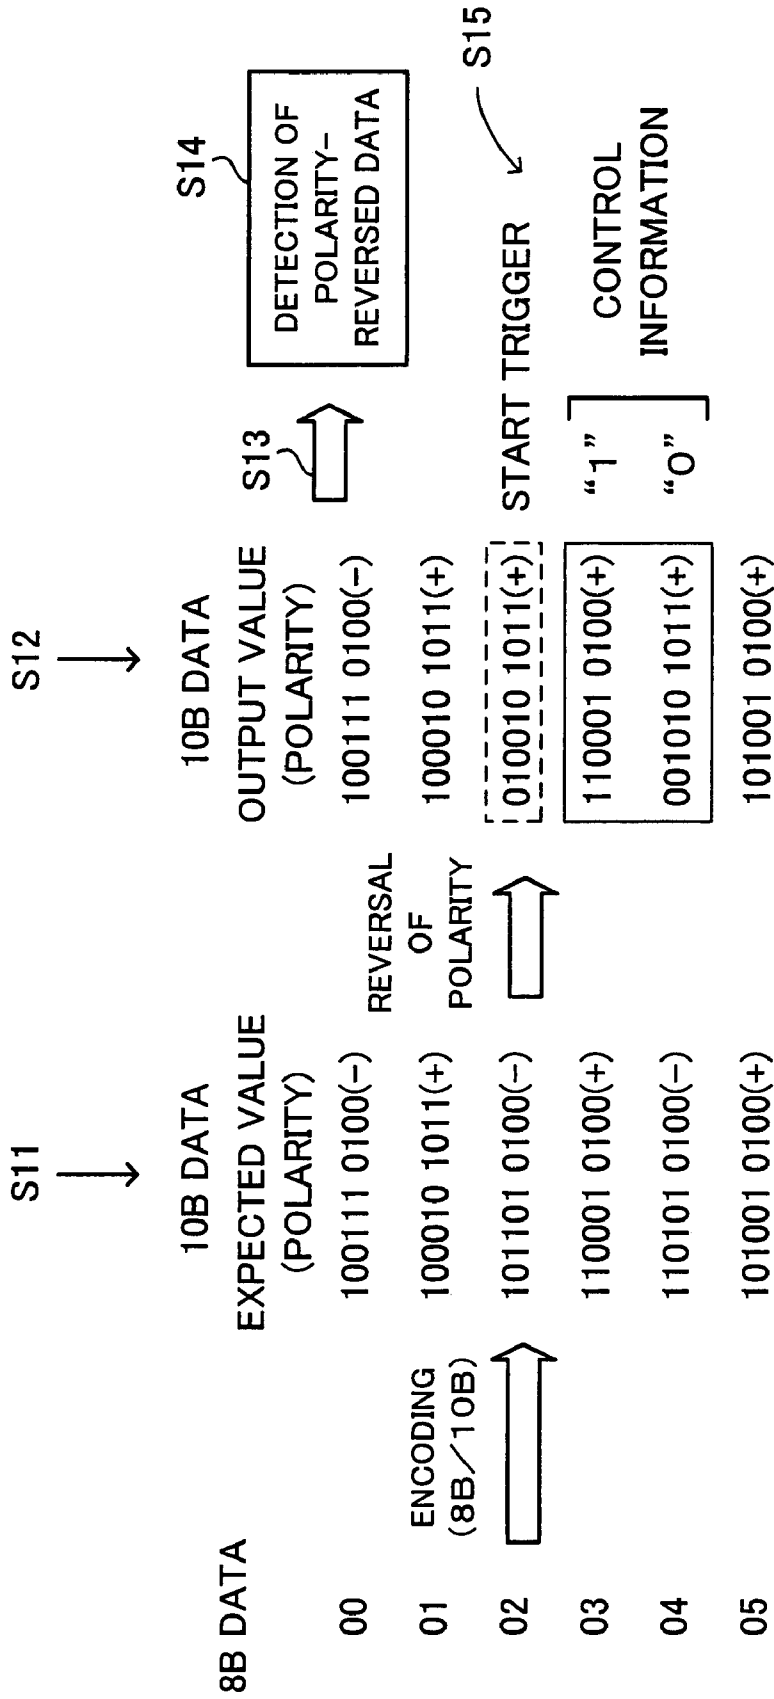 S11
S12
8B DATA
10B DATA
EXPECTED VALUE
(POLARITY)
10B DATA
OUTPUT VALUE
(POLARITY)
S13
S14
DETECTION OF
POLARITY-
REVERSED DATA
00
100111 0100(-)
100111 0100(-)
01
100010 1011(+)
100010 1011(+)
ENCODING
(8B/10B)
REVERSAL
OF
POLARITY
S15
02
101101 0100(-)
010010 1011(+)
START TRIGGER
03
110001 0100(+)
110001 0100(+)
“1”
04
110101 0100(-)
001010 1011(+)
“0”
CONTROL
INFORMATION
05
101001 0100(+)
101001 0100(+)